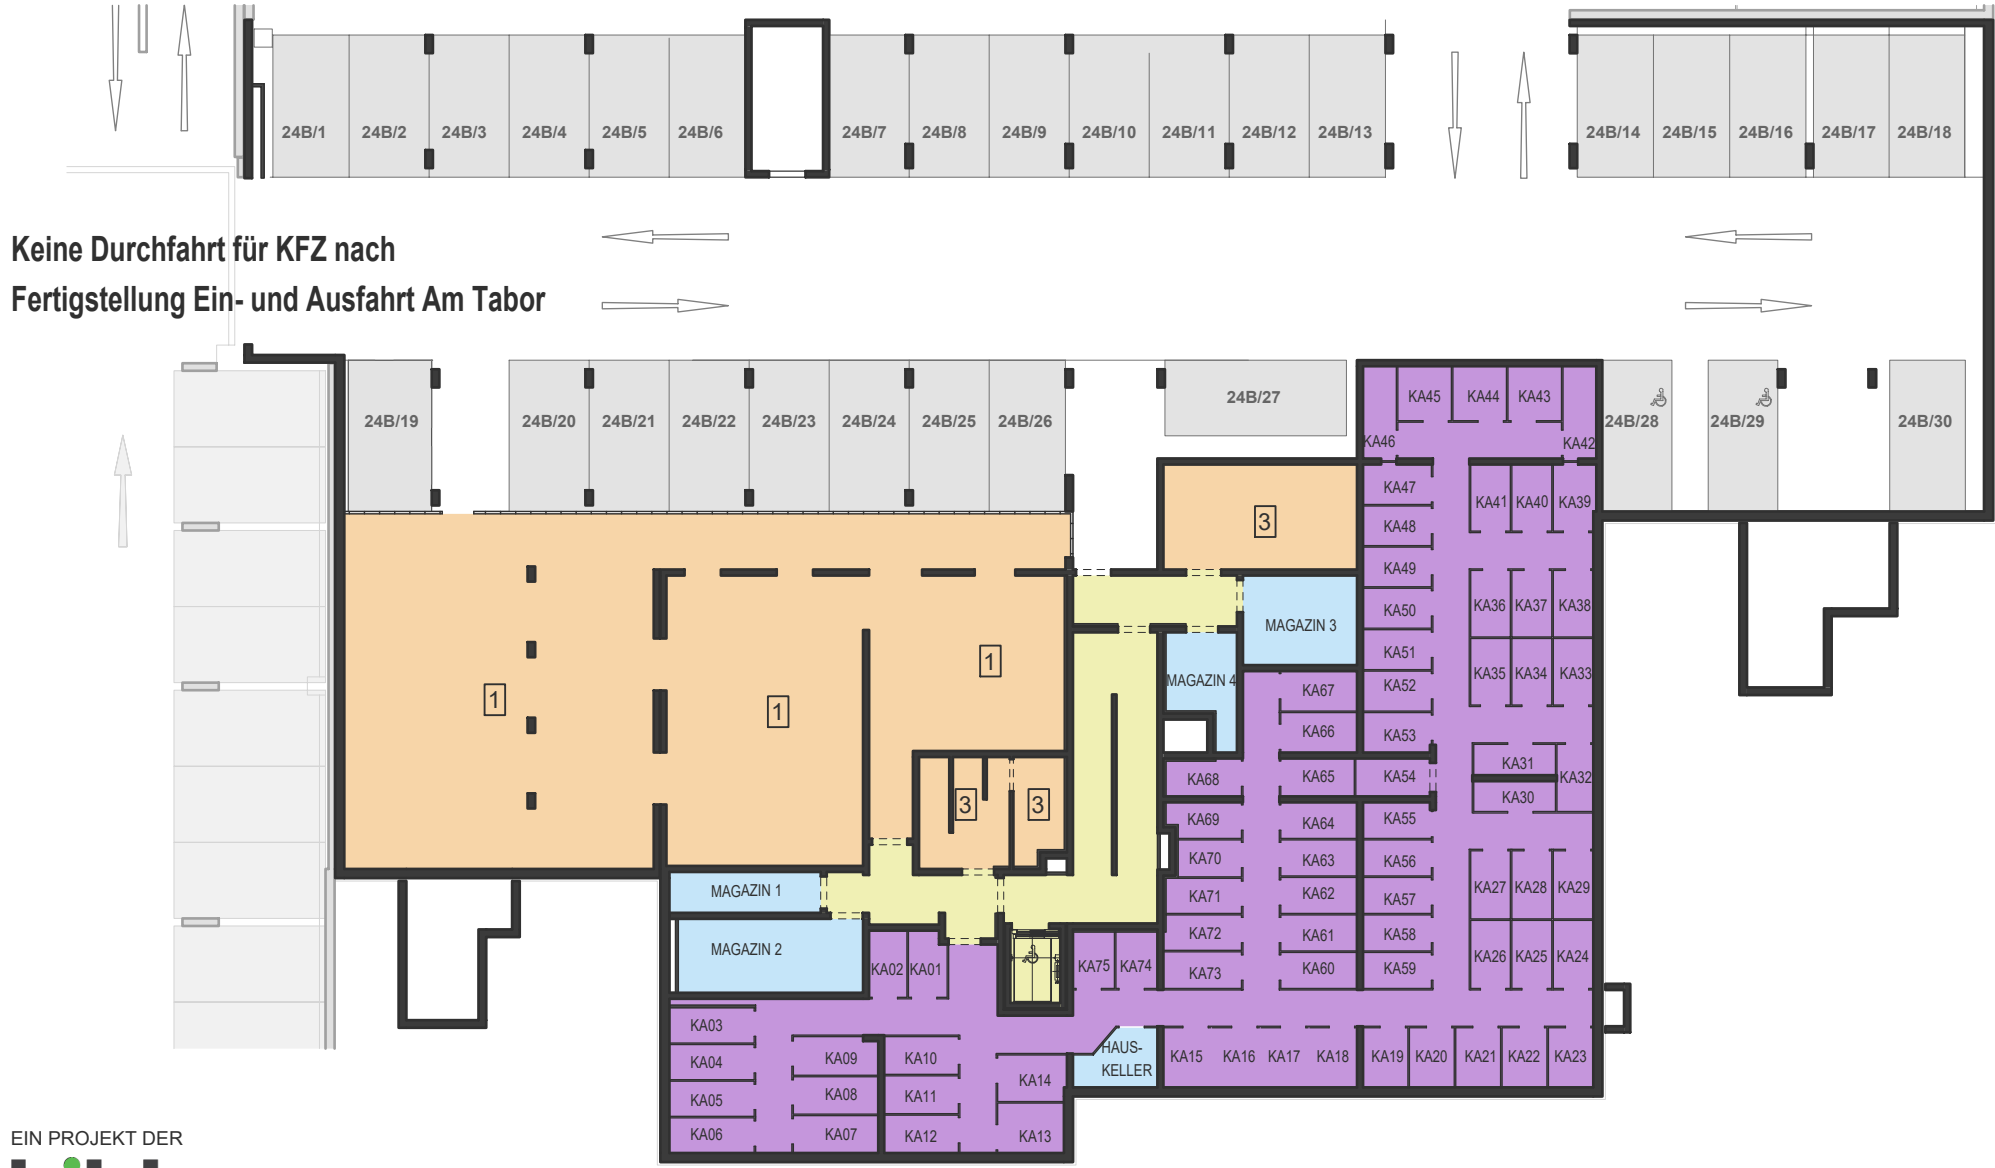 24B/1 24B/2 24B/3 24B/4 24B/5 24B/6 24B/7 24B/8 24B/9 24B/10 24B/11 24B/12 24B/13 24B/14 24B/15 24B/16 24B/17 24B/18
Keine Durchfahrt für KFZ nach
Fertigstellung Ein- und Ausfahrt Am Tabor
24B/19 24B/20 24B/21 24B/22 24B/23 24B/24 24B/25 24B/26 24B/27 24B/28 24B/29 24B/30
KA45 KA44 KA43
KA46 KA42
KA47 KA41 KA40 KA39
3
KA48
KA49
KA50 KA36 KA37 KA38
MAGAZIN 3
KA51
1
KA35 KA34 KA33
MAGAZIN 4
KA67 KA52
1 1
KA66 KA53
KA31
KA68 KA65 KA54 KA32
KA30
3 3
KA69 KA64 KA55
KA70 KA63 KA56
MAGAZIN 1
KA71 KA62 KA57 KA27 KA28 KA29
KA72 KA61 KA58
MAGAZIN 2
KA26 KA25 KA24
KA02 KA01 KA75 KA74 KA73 KA60 KA59
KA03
HAUS-
KELLER
KA15 KA16 KA17 KA18 KA19 KA20 KA21 KA22 KA23
KA04 KA09 KA10
KA14
KA05 KA08 KA11
KA06 KA07 KA12 KA13
EIN PROJEKT DER